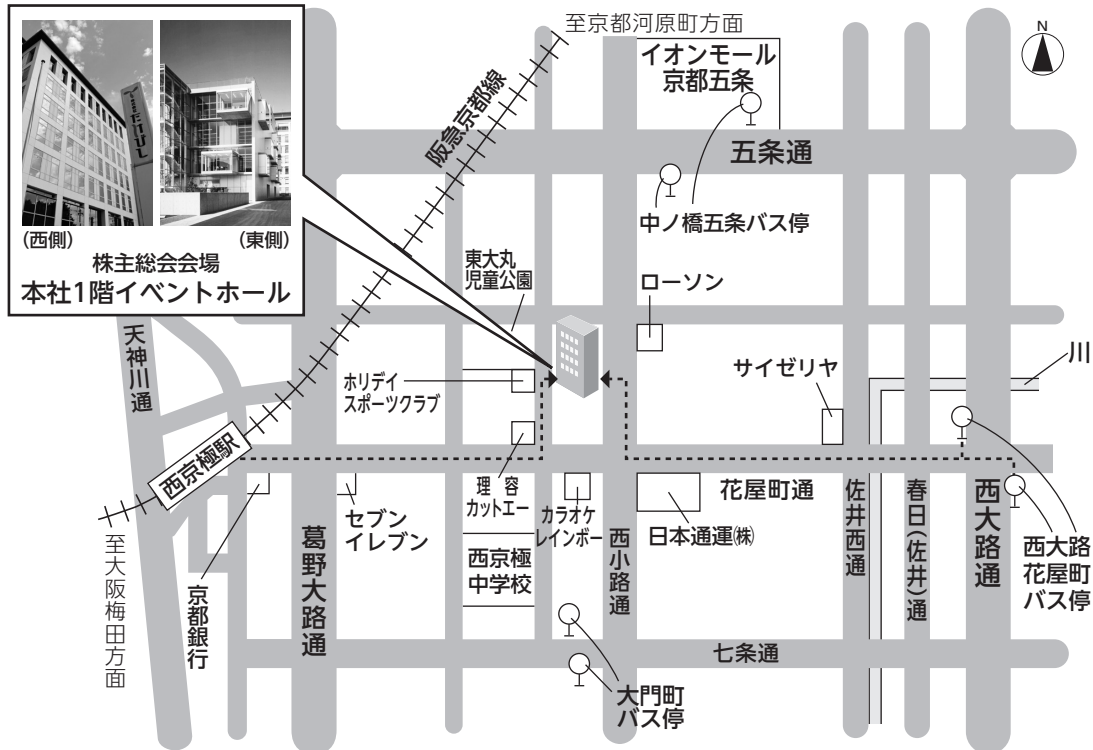 至京都河原町方面
N
イオンモール
京都五条
阪急京都線
五条通
中ノ橋五条バス停
(西側)
(東側)
株主総会会場
本社1階イベントホール
東大丸
児童公園
ローソン
天神川通
川
サイゼリヤ
ホリデイ
スポーツクラブ
西京極駅
理容
カットエー
カラオケ
レインボー
花屋町通
日本通運㈱
セブン
イレブン
西京極
中学校
葛野大路通
西小路通
佐井西通
春日(佐井)通
西大路通
西大路
花屋町
バス停
至大阪梅田方面
京都銀行
七条通
大門町
バス停